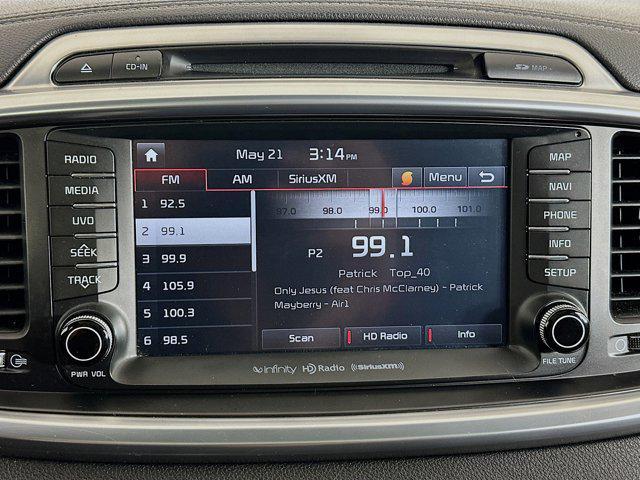 CD-IN
SD MAP
RADIO
MEDIA
UVO
SEEK
TRACK
PWR VOL
May 21 3:14 PM
FM AM SiriusXM Menu
1 92.5
2 99.1
3 99.9
4 105.9
5 100.3
6 98.5
97.0 98.0 99.0 100.0 101.0
P2 99.1
Patrick Top_40
Only Jesus (feat Chris McClarney) - Patrick
Mayberry - Air1
Scan HD Radio Info
infinity HD Radio ((SiriusXM))
MAP
NAVI
PHONE
INFO
SETUP
FILE TUNE